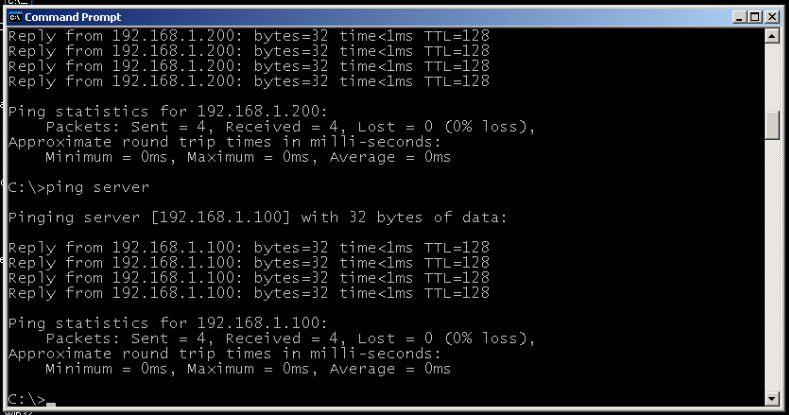 Command Prompt
Reply from 192.168.1.200: bytes=32 time<1ms TTL=128
Reply from 192.168.1.200: bytes=32 time<1ms TTL=128
Reply from 192.168.1.200: bytes=32 time<1ms TTL=128
Reply from 192.168.1.200: bytes=32 time<1ms TTL=128
Ping statistics for 192.168.1.200:
Packets: Sent = 4, Received = 4, Lost = 0 (0% loss),
Approximate round trip times in milli-seconds:
Minimum = 0ms, Maximum = 0ms, Average = 0ms
C:\>ping server
Pinging server [192.168.1.100] with 32 bytes of data:
Reply from 192.168.1.100: bytes=32 time<1ms TTL=128
Reply from 192.168.1.100: bytes=32 time<1ms TTL=128
Reply from 192.168.1.100: bytes=32 time<1ms TTL=128
Reply from 192.168.1.100: bytes=32 time<1ms TTL=128
Ping statistics for 192.168.1.100:
Packets: Sent = 4, Received = 4, Lost = 0 (0% loss),
Approximate round trip times in milli-seconds:
Minimum = 0ms, Maximum = 0ms, Average = 0ms
C:\>_